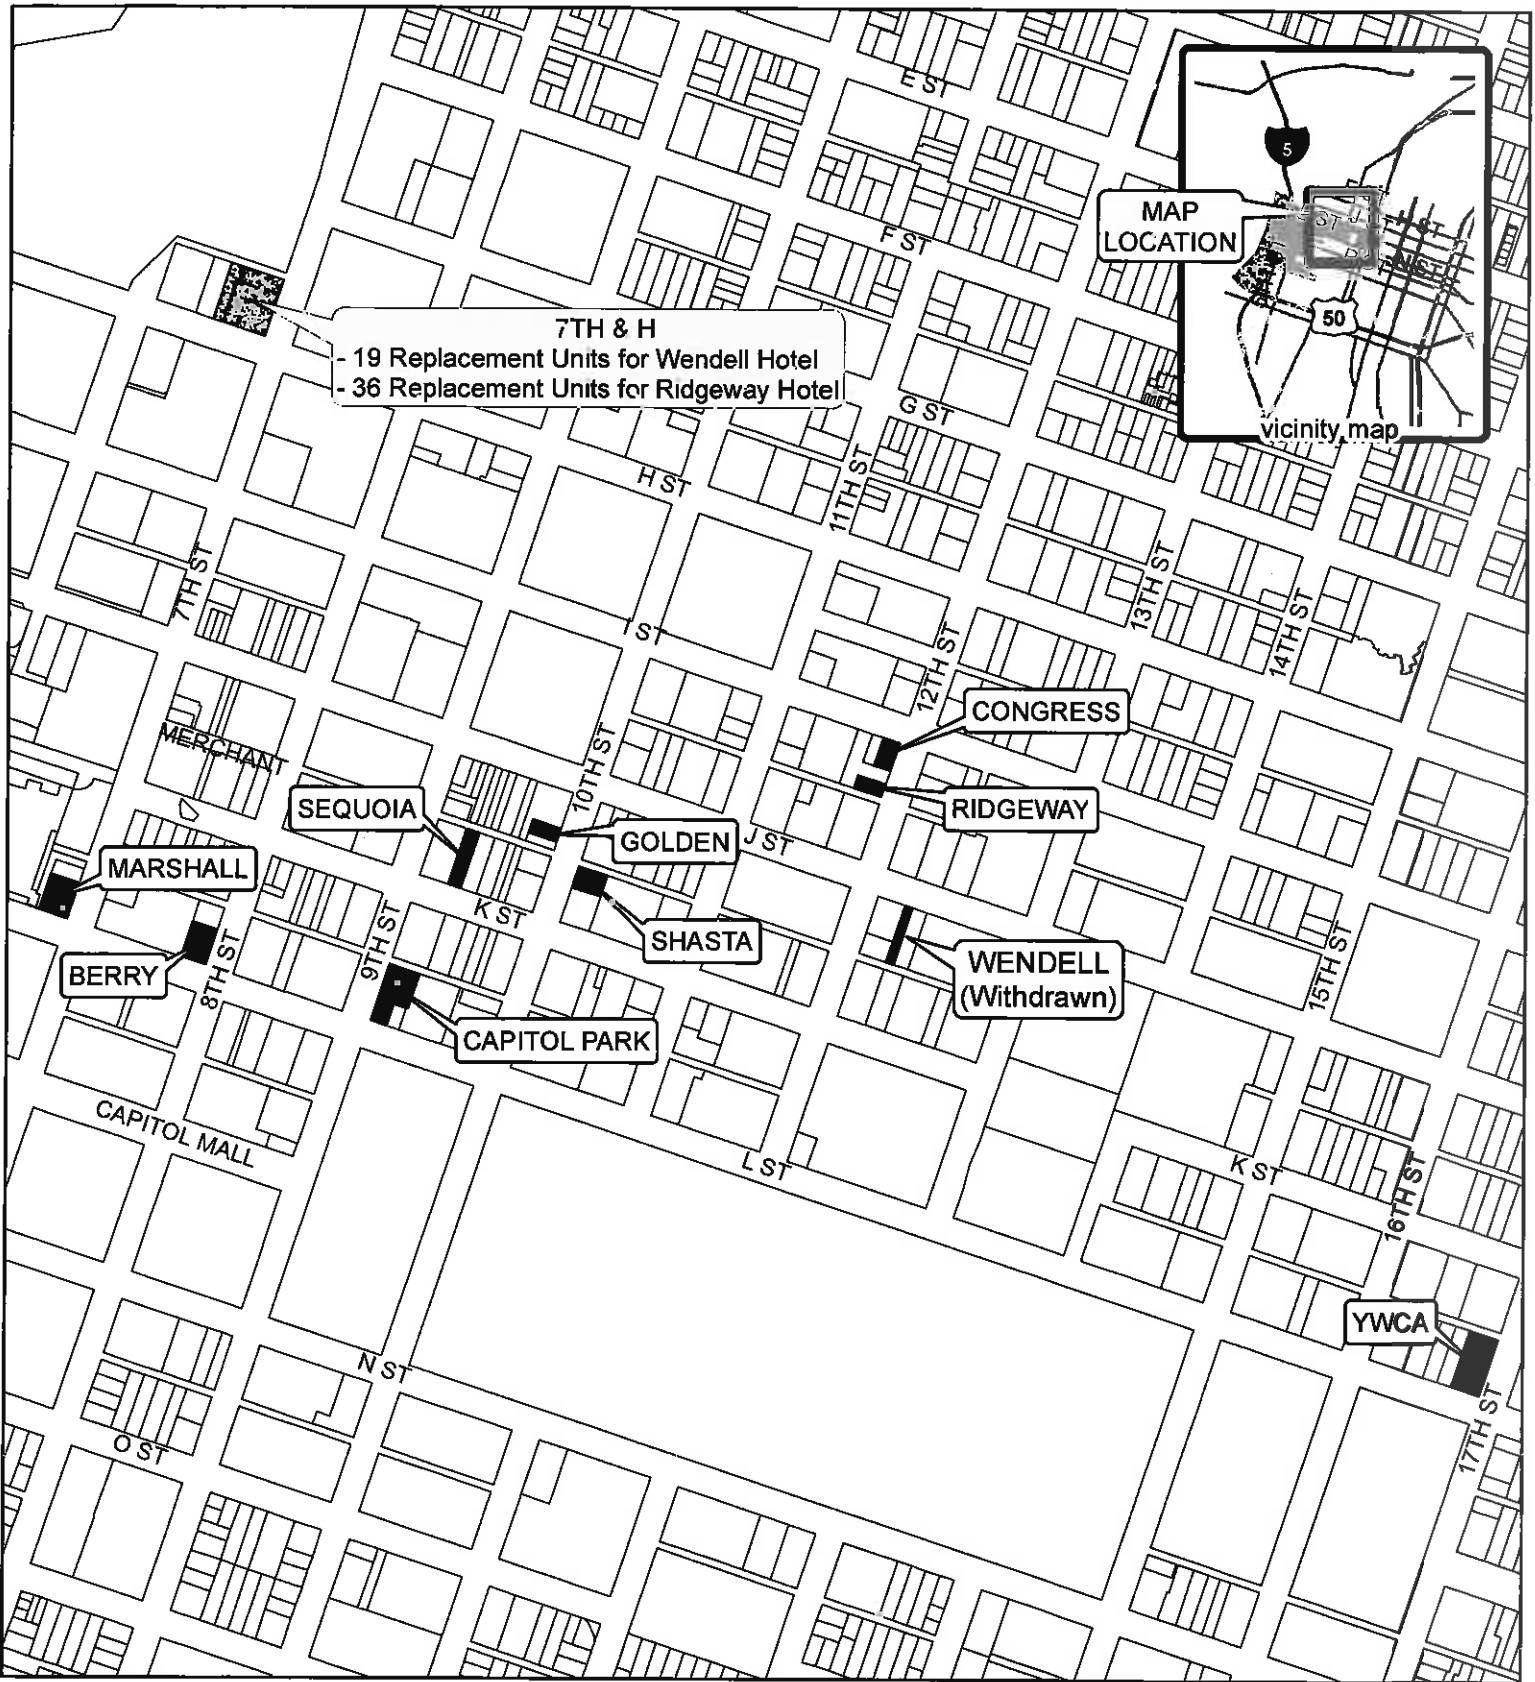 E ST
5
MAP
LOCATION
ST
F ST
H ST
N ST
50
7TH & H
- 19 Replacement Units for Wendell Hotel
- 36 Replacement Units for Ridgeway Hotel
G ST
vicinity map
H ST
11TH ST
7TH ST
13TH ST
14TH ST
I ST
12TH ST
CONGRESS
MERCHANT
10TH ST
SEQUOIA
RIDGEWAY
GOLDEN
J ST
MARSHALL
K ST
9TH ST
SHASTA
BERRY
8TH ST
WENDELL
(Withdrawn)
15TH ST
CAPITOL PARK
CAPITOL MALL
L ST
K ST
16TH ST
YWCA
N ST
17TH ST
O ST